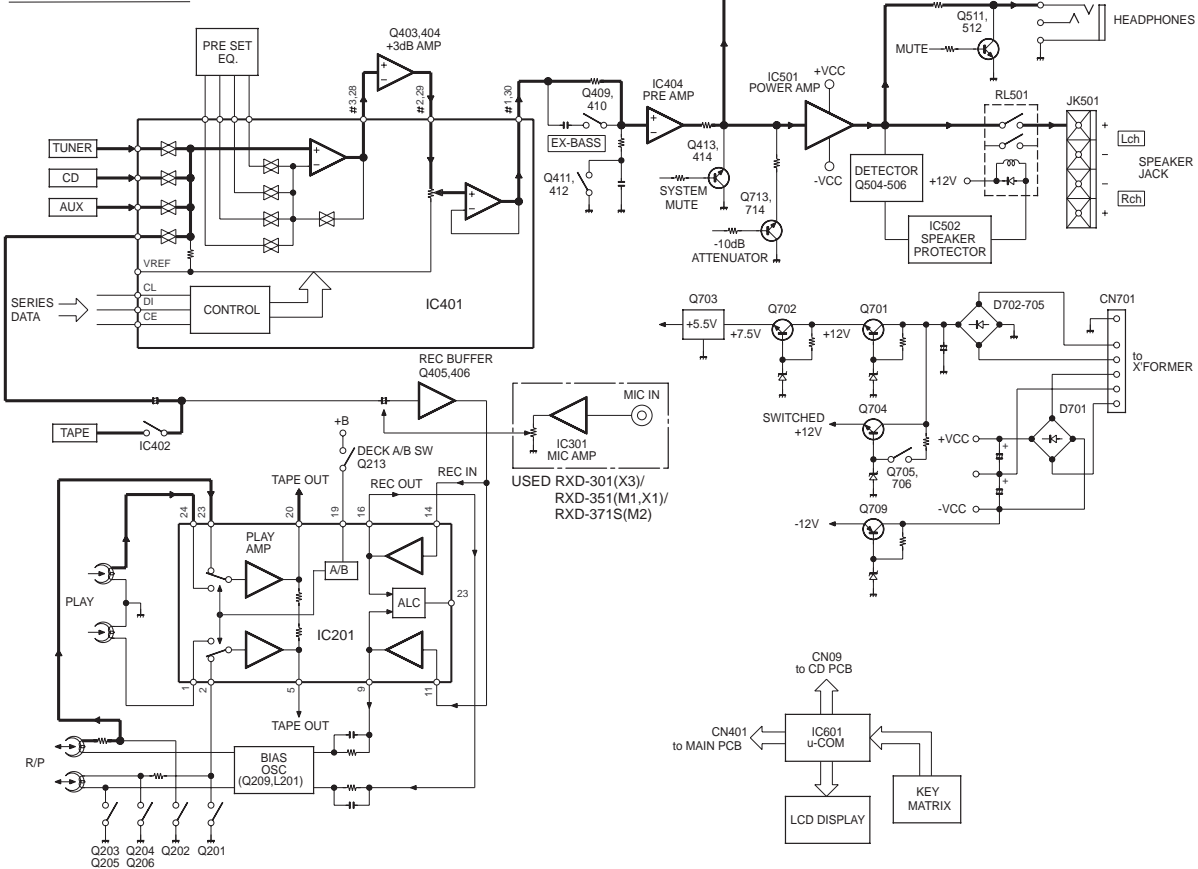 Q403,404
+3dB AMP
PRE SET
EQ.
#3,28
#2,29
#1,30
TUNER
CD
AUX
VREF
CL
DI
CE
SERIES
DATA
CONTROL
IC401
Q409,
410
EX-BASS
Q411,
412
IC404
PRE AMP
Q413,
414
SYSTEM
MUTE
Q713,
714
-10dB
ATTENUATOR
IC501
POWER AMP
+VCC
-VCC
MUTE
Q511,
512
HEADPHONES
DETECTOR
Q504-506
RL501
+12V
IC502
SPEAKER
PROTECTOR
JK501
+
-
-
+
Lch
Rch
SPEAKER
JACK
Q703
+5.5V
+7.5V
Q702
+12V
Q701
D702-705
CN701
to
X'FORMER
SWITCHED
+12V
Q704
Q705,
706
D701
+VCC
+
+
-VCC
-12V
Q709
REC BUFFER
Q405,406
TAPE
IC402
MIC IN
IC301
MIC AMP
USED RXD-301(X3)/
RXD-351(M1,X1)/
RXD-371S(M2)
+B
DECK A/B SW
Q213
TAPE OUT
REC OUT
REC IN
24
23
20
19
16
14
PLAY
AMP
A/B
ALC
23
IC201
PLAY
1
2
5
9
11
TAPE OUT
R/P
BIAS
OSC
(Q209,L201)
Q203
Q205
Q204
Q206
Q202
Q201
CN09
to CD PCB
CN401
to MAIN PCB
IC601
u-COM
LCD DISPLAY
KEY
MATRIX